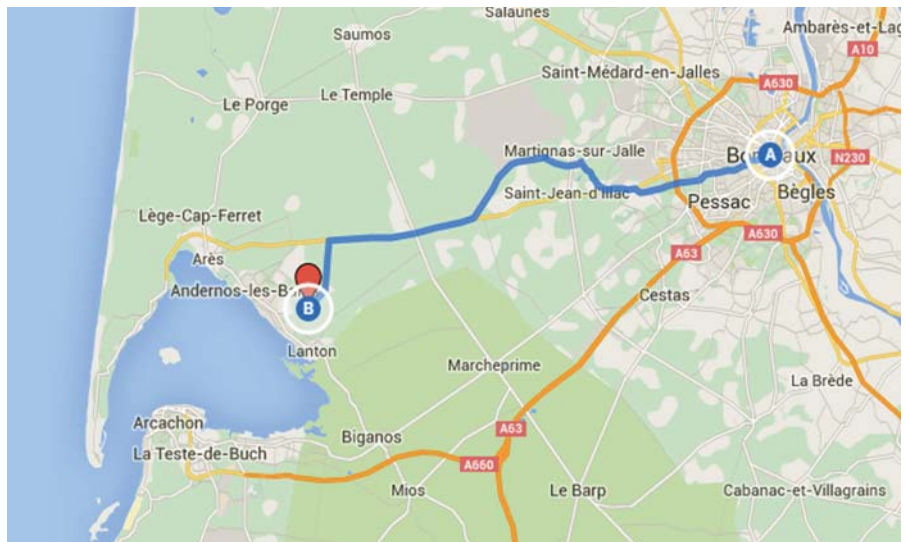 Salaunes
Saumos
Ambarès-et-Lag
A10
Saint-Médard-en-Jalles
A630
Le Porge
Le Temple
Martignas-sur-Jalle
Bordeaux
A
N230
Saint-Jean-d'Illac
Pessac
Bègles
Lège-Cap-Ferret
A630
A63
Arès
Andernos-les-Bains
Cestas
B
Lanton
Marcheprime
La Brède
Arcachon
A63
Biganos
La Teste-de-Buch
A660
Mios
Le Barp
Cabanac-et-Villagrains